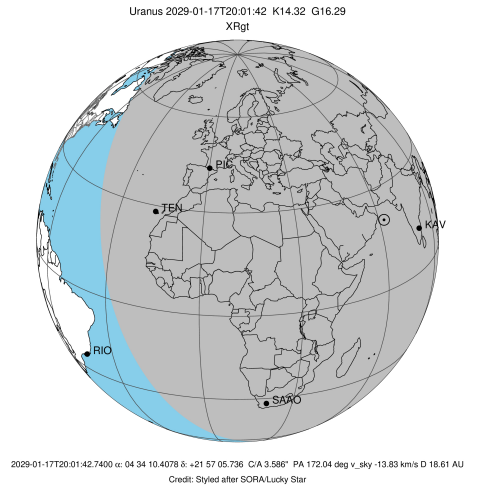 Uranus 2029-01-17T20:01:42 K14.32 G16.29
XRgt
PIC
TEN
KAV
RIO
SAAO
2029-01-17T20:01:42.7400 α: 04 34 10.4078 δ: +21 57 05.736 C/A 3.586" PA 172.04 deg v_sky -13.83 km/s D 18.61 AU
Credit: Styled after SORA/Lucky Star